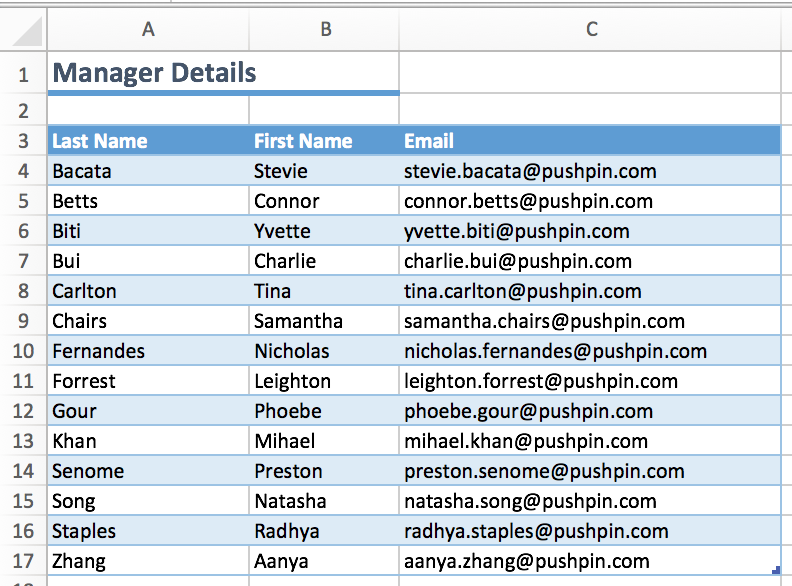 A B C
1 Manager Details
2
3 Last Name First Name Email
4 Bacata Stevie stevie.bacata@pushpin.com
5 Betts Connor connor.betts@pushpin.com
6 Biti Yvette yvette.biti@pushpin.com
7 Bui Charlie charlie.bui@pushpin.com
8 Carlton Tina tina.carlton@pushpin.com
9 Chairs Samantha samantha.chairs@pushpin.com
10 Fernandes Nicholas nicholas.fernandes@pushpin.com
11 Forrest Leighton leighton.forrest@pushpin.com
12 Gour Phoebe phoebe.gour@pushpin.com
13 Khan Mihael mihael.khan@pushpin.com
14 Senome Preston preston.senome@pushpin.com
15 Song Natasha natasha.song@pushpin.com
16 Staples Radhya radhya.staples@pushpin.com
17 Zhang Aanya aanya.zhang@pushpin.com